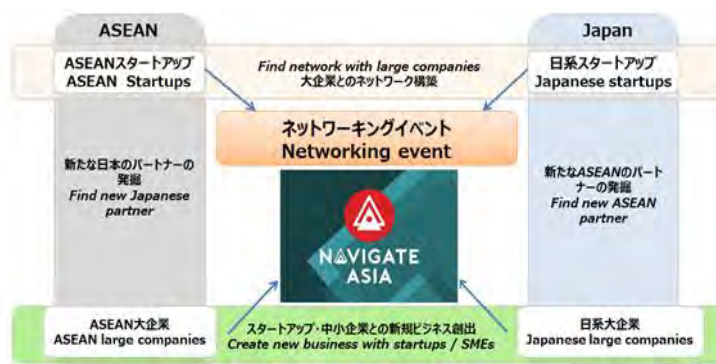 ASEAN
Japan
ASEANスタートアップ
ASEAN Startups
Find network with large companies
大企業とのネットワーク構築
日系スタートアップ
Japanese startups
ネットワーキングイベント
Networking event
新たな日本のパートナーの
発掘
Find new Japanese
partner
新たなASEANのパート
ナーの発掘
Find new ASEAN
partner
NAVIGATE
ASIA
ASEAN大企業
ASEAN large companies
スタートアップ・中小企業との新規ビジネス創出
Create new business with startups / SMEs
日系大企業
Japanese large companies